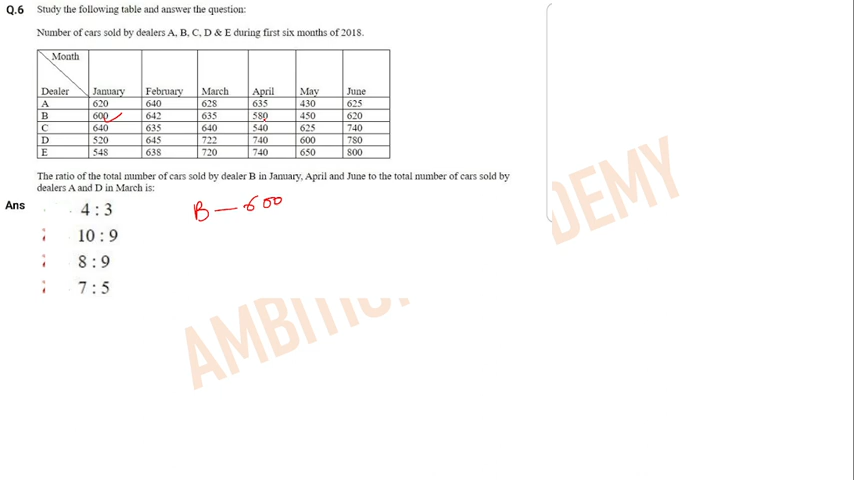 Q.6 Study the following table and answer the question:
Number of cars sold by dealers A, B, C, D & E during first six months of 2018.
Month
Dealer January February March April May June
A 620 640 628 635 430 625
B 600 642 635 580 450 620
C 640 635 640 540 625 740
D 520 645 722 740 600 780
E 548 638 720 740 650 800
The ratio of the total number of cars sold by dealer B in January, April and June to the total number of cars sold by
dealers A and D in March is:
Ans
4 : 3
B — 600
10 : 9
8 : 9
7 : 5
AMBITIO
DEMY